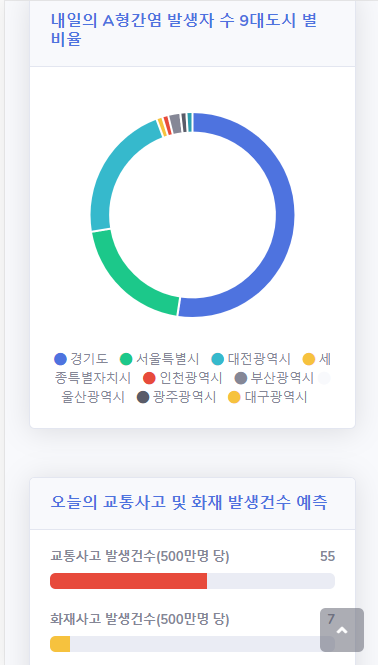 내일의 A형간염 발생자 수 9대도시 별
비율
경기도 서울특별시 대전광역시 세
종특별자치시 인천광역시 부산광역시
울산광역시 광주광역시 대구광역시
오늘의 교통사고 및 화재 발생건수 예측
교통사고 발생건수(500만명 당) 55
화재사고 발생건수(500만명 당) 7